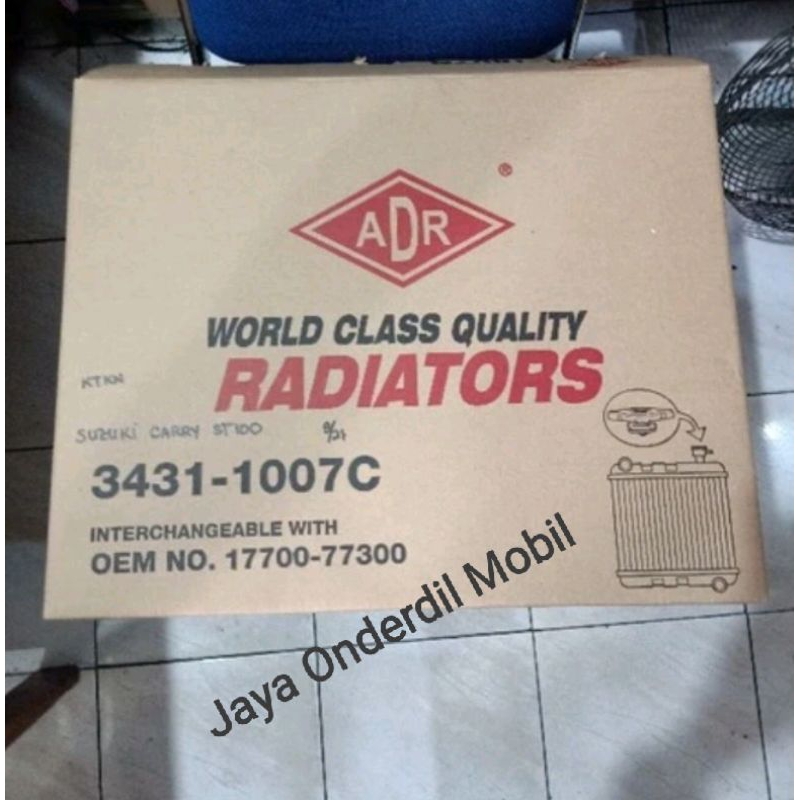 ADR ®
WORLD CLASS QUALITY
RADIATORS
KTKN
SUZUKI CARRY ST100
3431-1007C
INTERCHANGEABLE WITH
OEM NO. 17700-77300
Jaya Onderdil Mobil